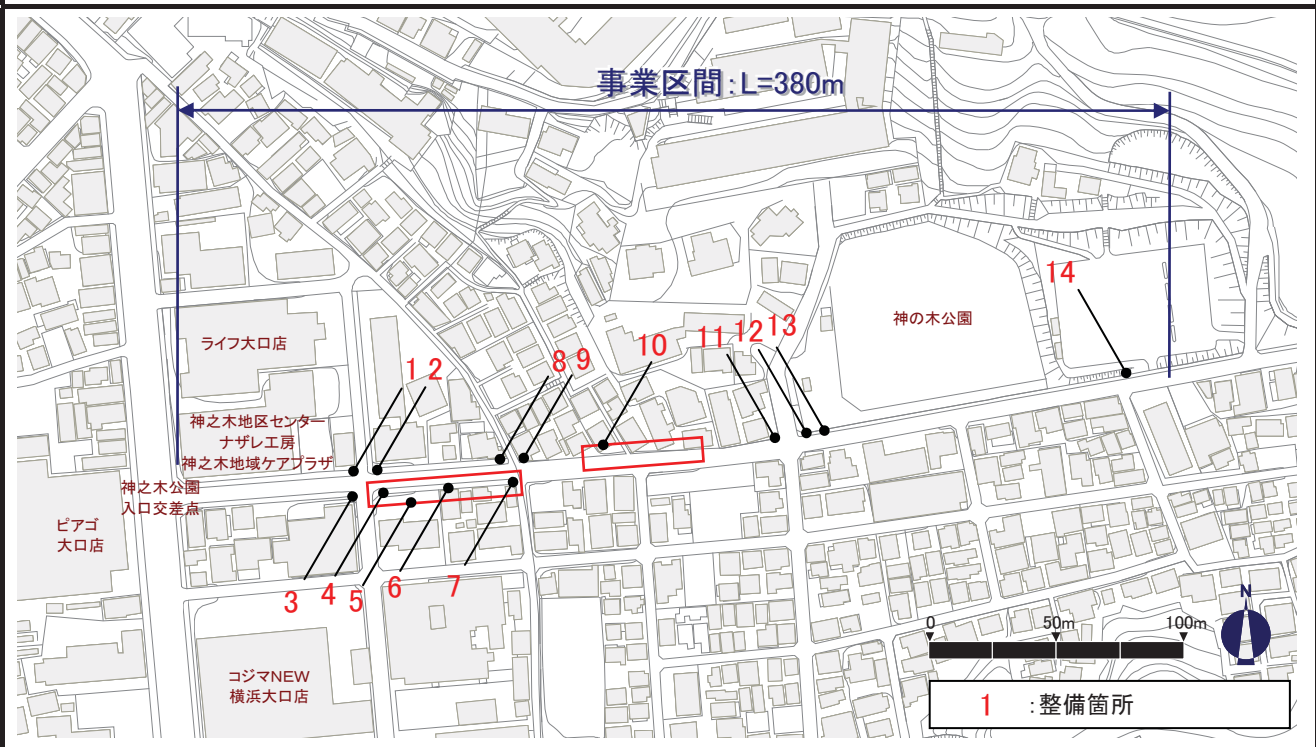 事業区間:L=380m
ライフ大口店
神之木地区センター
ナザレ工房
神之木地域ケアプラザ
神之木公園
入口交差点
ピアゴ
大口店
コジマNEW
横浜大口店
神の木公園
1 2
3
4
5
6
7
8 9
10
11 12 13
14
0 50m 100m
N
1 :整備箇所